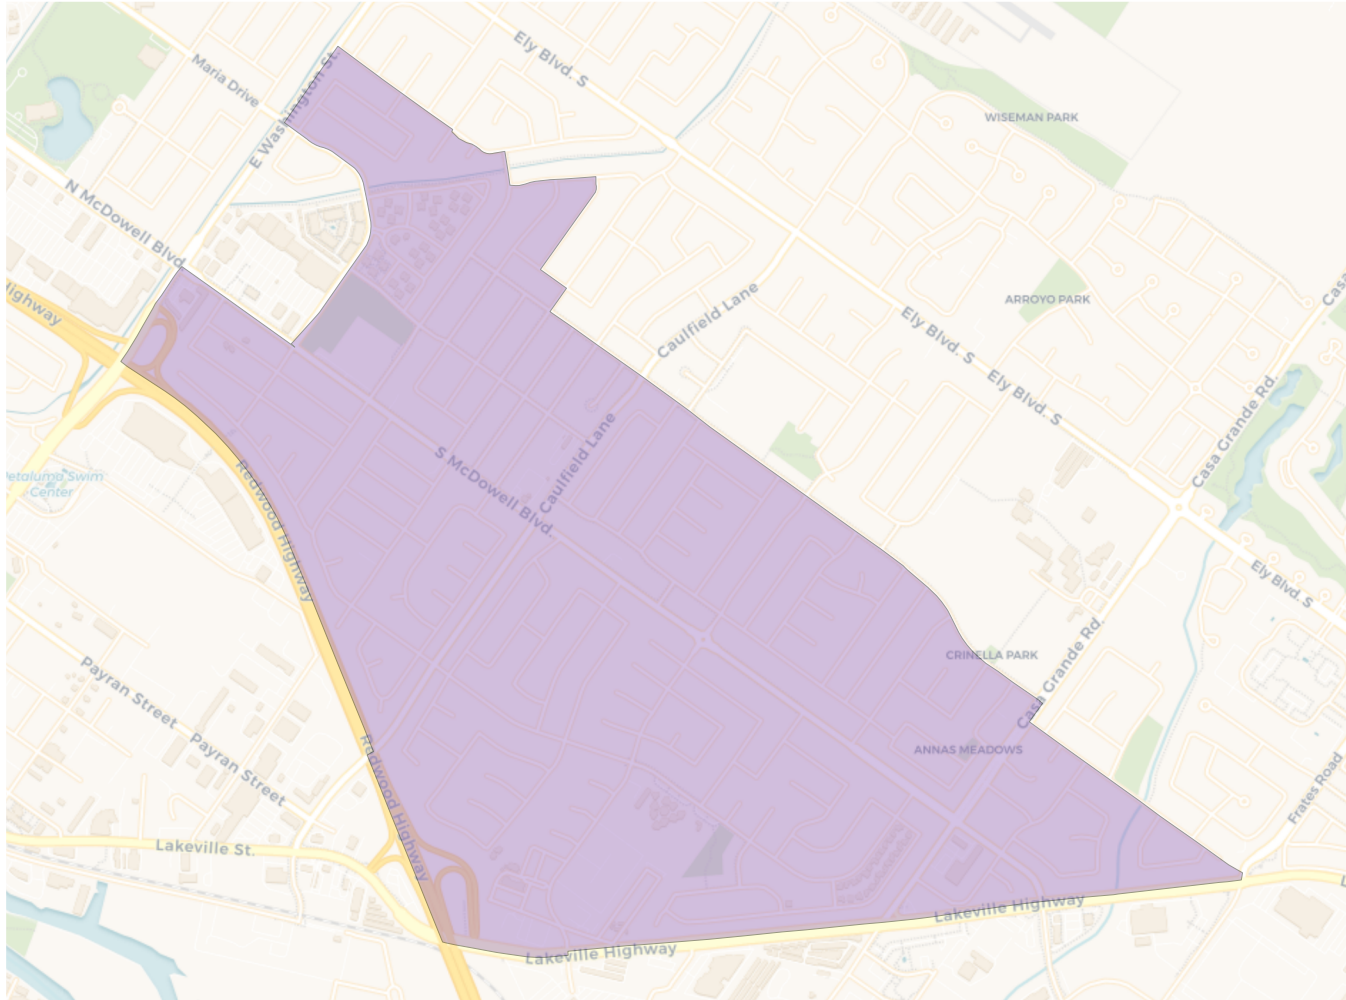 Ely Blvd. S
Maria Drive
E Washington St.
WISEMAN PARK
N McDowell Blvd.
Highway
ARROYO PARK
Casa
Caulfield Lane
Ely Blvd. S
Ely Blvd. S
Casa Grande Rd.
Caulfield Lane
S McDowell Blvd.
Petaluma Swim
Center
Redwood Highway
Ely Blvd. S
CRINELLA PARK
Casa Grande Rd.
Payran Street
Payran Street
ANNAS MEADOWS
Redwood Highway
Frates Road
Lakeville St.
Lakeville Highway
Lakeville Highway
L